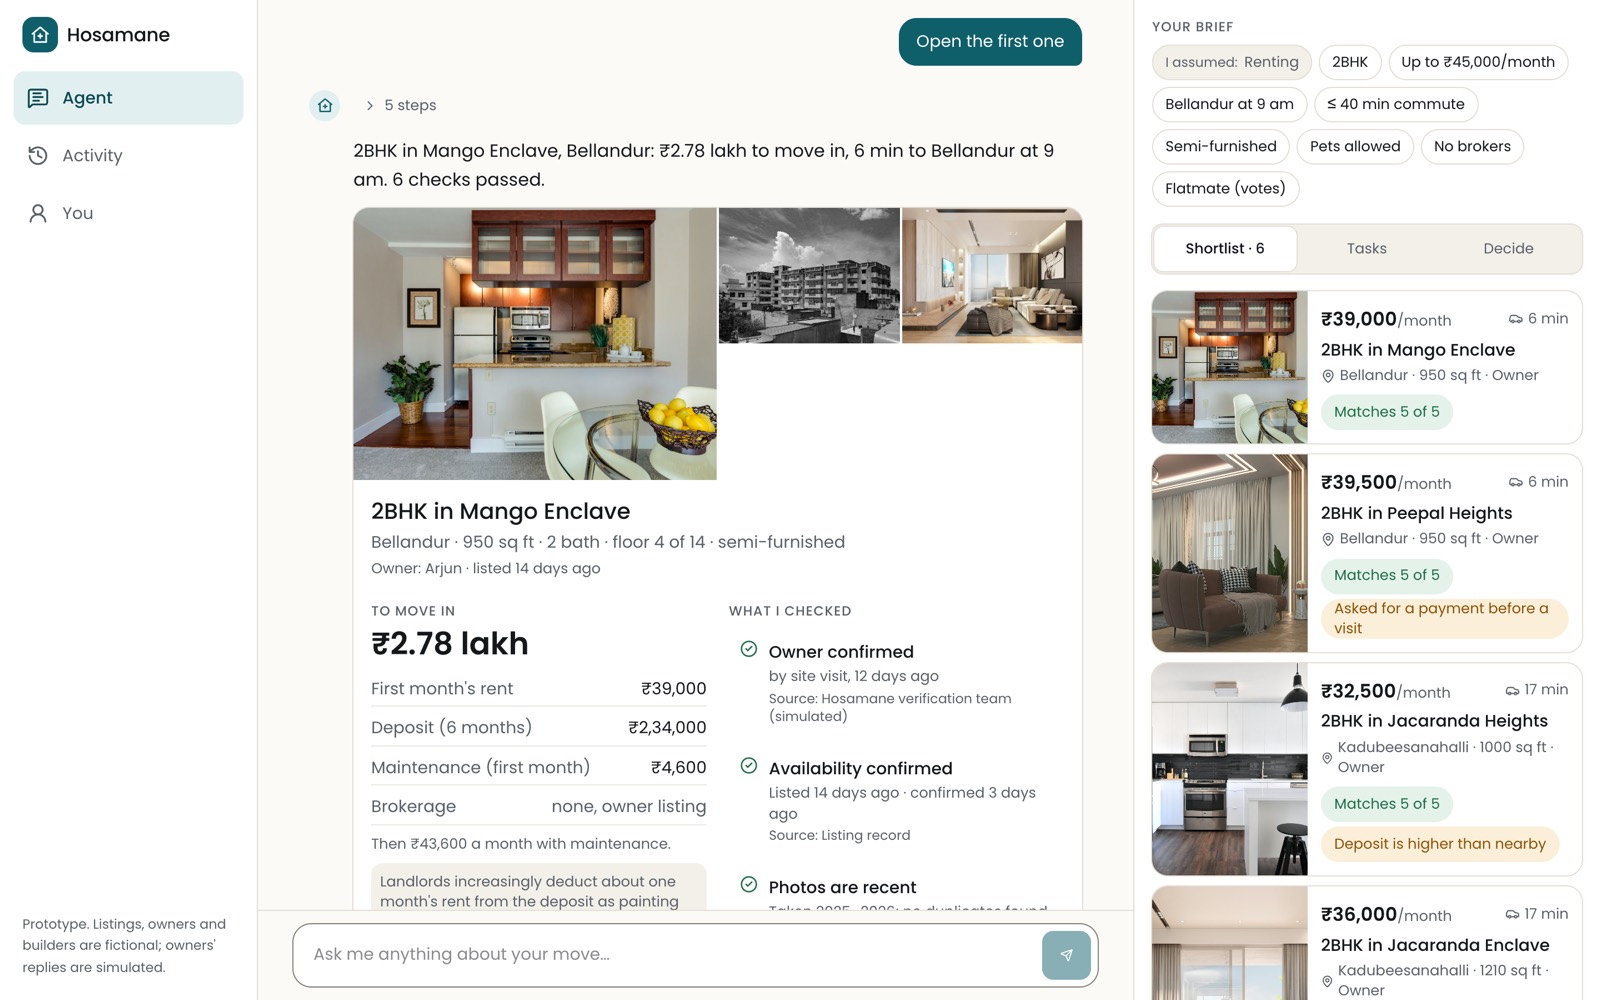 Hosamane
Agent
Activity
You
Prototype. Listings, owners and
builders are fictional; owners'
replies are simulated.
Open the first one
5 steps
2BHK in Mango Enclave, Bellandur: ₹2.78 lakh to move in, 6 min to Bellandur at 9
am. 6 checks passed.
2BHK in Mango Enclave
Bellandur · 950 sq ft · 2 bath · floor 4 of 14 · semi-furnished
Owner: Arjun · listed 14 days ago
TO MOVE IN
₹2.78 lakh
First month's rent ₹39,000
Deposit (6 months) ₹2,34,000
Maintenance (first month) ₹4,600
Brokerage none, owner listing
Then ₹43,600 a month with maintenance.
Landlords increasingly deduct about one
month's rent from the deposit as painting
WHAT I CHECKED
Owner confirmed
by site visit, 12 days ago
Source: Hosamane verification team
(simulated)
Availability confirmed
Listed 14 days ago · confirmed 3 days
ago
Source: Listing record
Photos are recent
Taken 2025–2026; no duplicates found
Ask me anything about your move...
YOUR BRIEF
I assumed: Renting
2BHK
Up to ₹45,000/month
Bellandur at 9 am
≤ 40 min commute
Semi-furnished
Pets allowed
No brokers
Flatmate (votes)
Shortlist · 6
Tasks
Decide
₹39,000/month 6 min
2BHK in Mango Enclave
Bellandur · 950 sq ft · Owner
Matches 5 of 5
₹39,500/month 6 min
2BHK in Peepal Heights
Bellandur · 950 sq ft · Owner
Matches 5 of 5
Asked for a payment before a
visit
₹32,500/month 17 min
2BHK in Jacaranda Heights
Kadubeesanahalli · 1000 sq ft ·
Owner
Matches 5 of 5
Deposit is higher than nearby
₹36,000/month 17 min
2BHK in Jacaranda Enclave
Kadubeesanahalli · 1210 sq ft ·
Owner